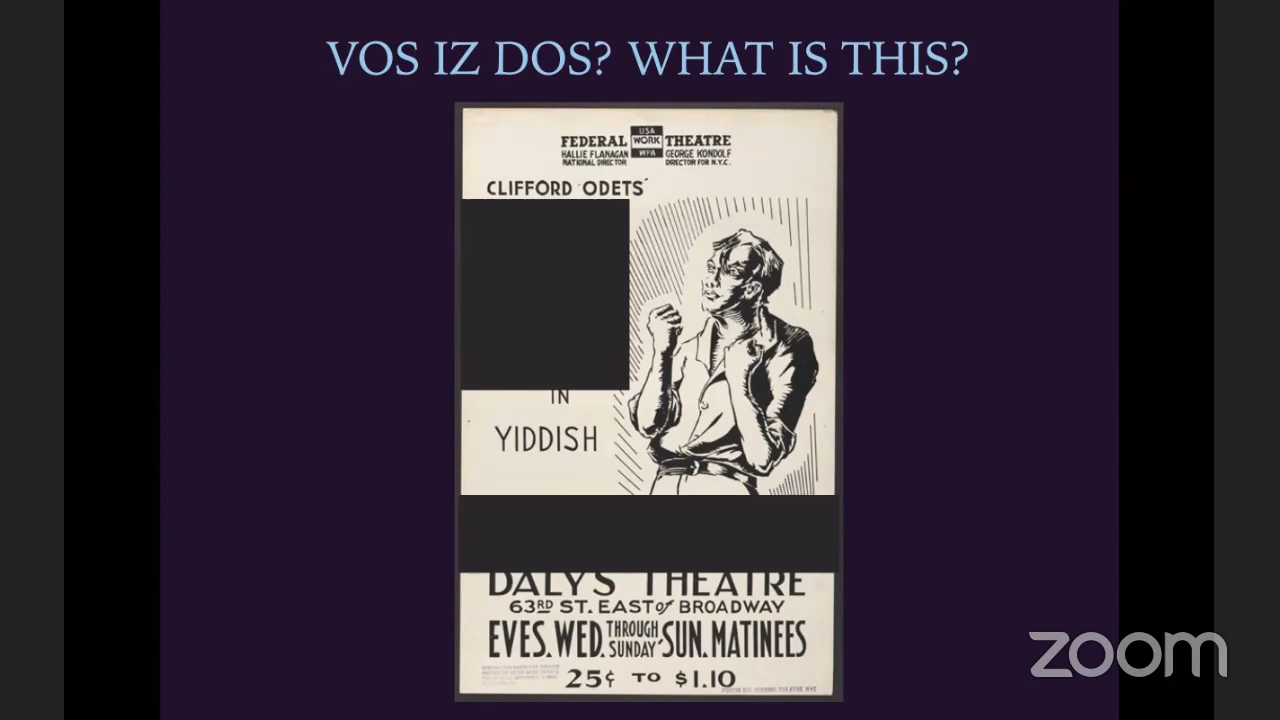 VOS IZ DOS? WHAT IS THIS?
FEDERAL USA WORK WPA THEATRE
HALLIE FLANAGAN GEORGE KONDOLF
NATIONAL DIRECTOR DIRECTOR FOR N.Y.C.
CLIFFORD ODETS'
IN
YIDDISH
DALY'S THEATRE
63RD ST. EAST of BROADWAY
EVES. WED. THROUGH SUNDAY SUN. MATINEES
25¢ TO $1.10
zoom